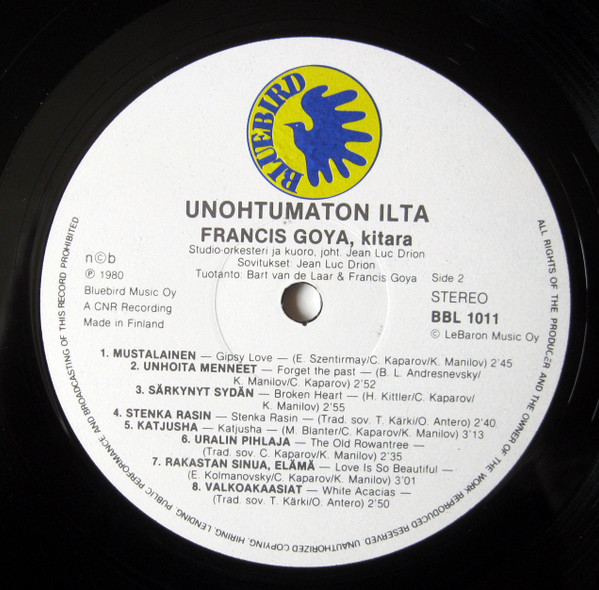 BLUEBIRD
UNOHTUMATON ILTA
FRANCIS GOYA, kitara
Studio-orkesteri ja kuoro, joht. Jean Luc Drion
Sovitukset: Jean Luc Drion
Tuotanto: Bart van de Laar & Francis Goya
n©b
℗ 1980
Bluebird Music Oy
A CNR Recording
Made in Finland
Side 2
STEREO
BBL 1011
© LeBaron Music Oy
1. MUSTALAINEN — Gipsy Love — (E. Szentirmay/C. Kaparov/K. Manilov) 2'45
2. UNHOITA MENNEET — Forget the past — (B. L. Andresnevsky/
K. Manilov/C. Kaparov) 2'52
3. SÄRKYNYT SYDÄN — Broken Heart — (H. Kittler/C. Kaparov/
K. Manilov) 2'55
4. STENKA RASIN — Stenka Rasin — (Trad. sov. T. Kärki/O. Antero) 2'40
5. KATJUSHA — Katjusha — (M. Blanter/C. Kaparov/K. Manilov) 3'13
6. URALIN PIHLAJA — The Old Rowantree —
(Trad. sov. C. Kaparov/K. Manilov) 2'35
7. RAKASTAN SINUA, ELÄMÄ — Love Is So Beautiful —
(E. Kolmanovsky/C. Kaparov/K. Manilov) 3'01
8. VALKOAKAASIAT — White Acacias —
(Trad. sov. T. Kärki/O. Antero) 2'50
ALL RIGHTS OF THE PRODUCER AND THE OWNER OF THE WORK REPRODUCED RESERVED. UNAUTHORIZED COPYING, HIRING, LENDING, PUBLIC PERFORMANCE AND BROADCASTING OF THIS RECORD PROHIBITED